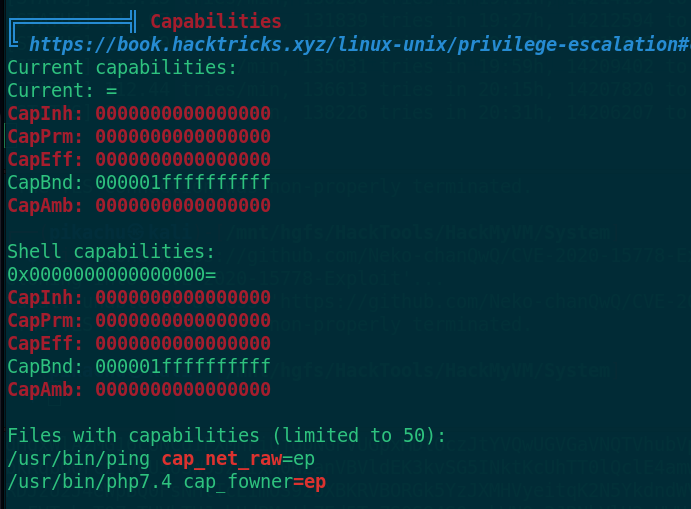 ╔══════════╣ Capabilities
╚ https://book.hacktricks.xyz/linux-unix/privilege-escalation#
Current capabilities:
Current: =
CapInh: 0000000000000000
CapPrm: 0000000000000000
CapEff: 0000000000000000
CapBnd: 000001ffffffffff
CapAmb: 0000000000000000
Shell capabilities:
0x0000000000000000=
CapInh: 0000000000000000
CapPrm: 0000000000000000
CapEff: 0000000000000000
CapBnd: 000001ffffffffff
CapAmb: 0000000000000000
Files with capabilities (limited to 50):
/usr/bin/ping cap_net_raw=ep
/usr/bin/php7.4 cap_fowner=ep